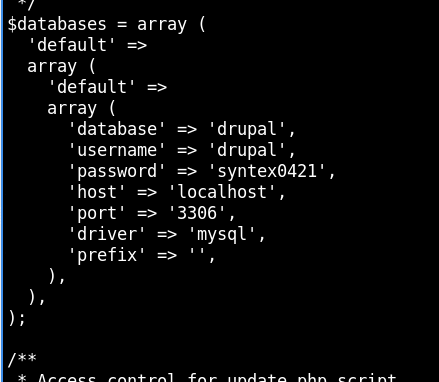 */
$databases = array (
  'default' =>
  array (
    'default' =>
    array (
      'database' => 'drupal',
      'username' => 'drupal',
      'password' => 'syntex0421',
      'host' => 'localhost',
      'port' => '3306',
      'driver' => 'mysql',
      'prefix' => '',
    ),
  ),
);
/**
 * Access control for update.php script